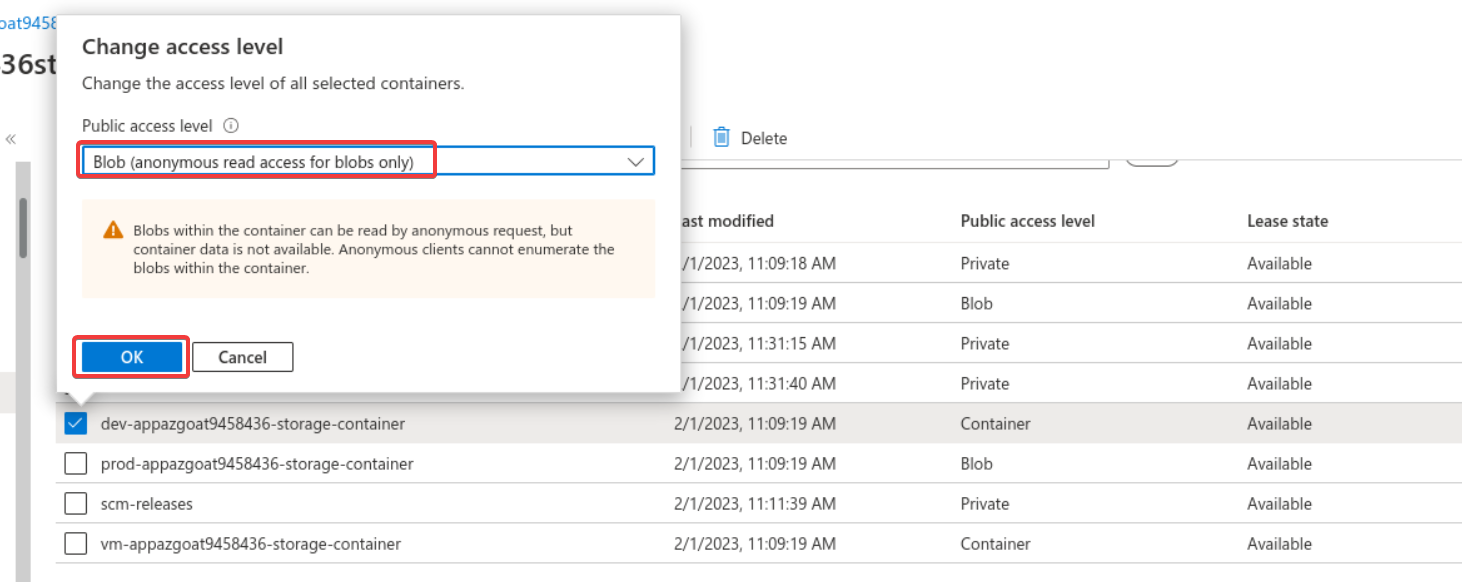 Change access level
Change the access level of all selected containers.
Public access level
Blob (anonymous read access for blobs only)
Blobs within the container can be read by anonymous request, but
container data is not available. Anonymous clients cannot enumerate the
blobs within the container.
OK Cancel
«
Delete
ast modified Public access level Lease state
/1/2023, 11:09:18 AM Private Available
/1/2023, 11:09:19 AM Blob Available
/1/2023, 11:31:15 AM Private Available
/1/2023, 11:31:40 AM Private Available
dev-appazgoat9458436-storage-container 2/1/2023, 11:09:19 AM Container Available
prod-appazgoat9458436-storage-container 2/1/2023, 11:09:19 AM Blob Available
scm-releases 2/1/2023, 11:11:39 AM Private Available
vm-appazgoat9458436-storage-container 2/1/2023, 11:09:19 AM Container Available